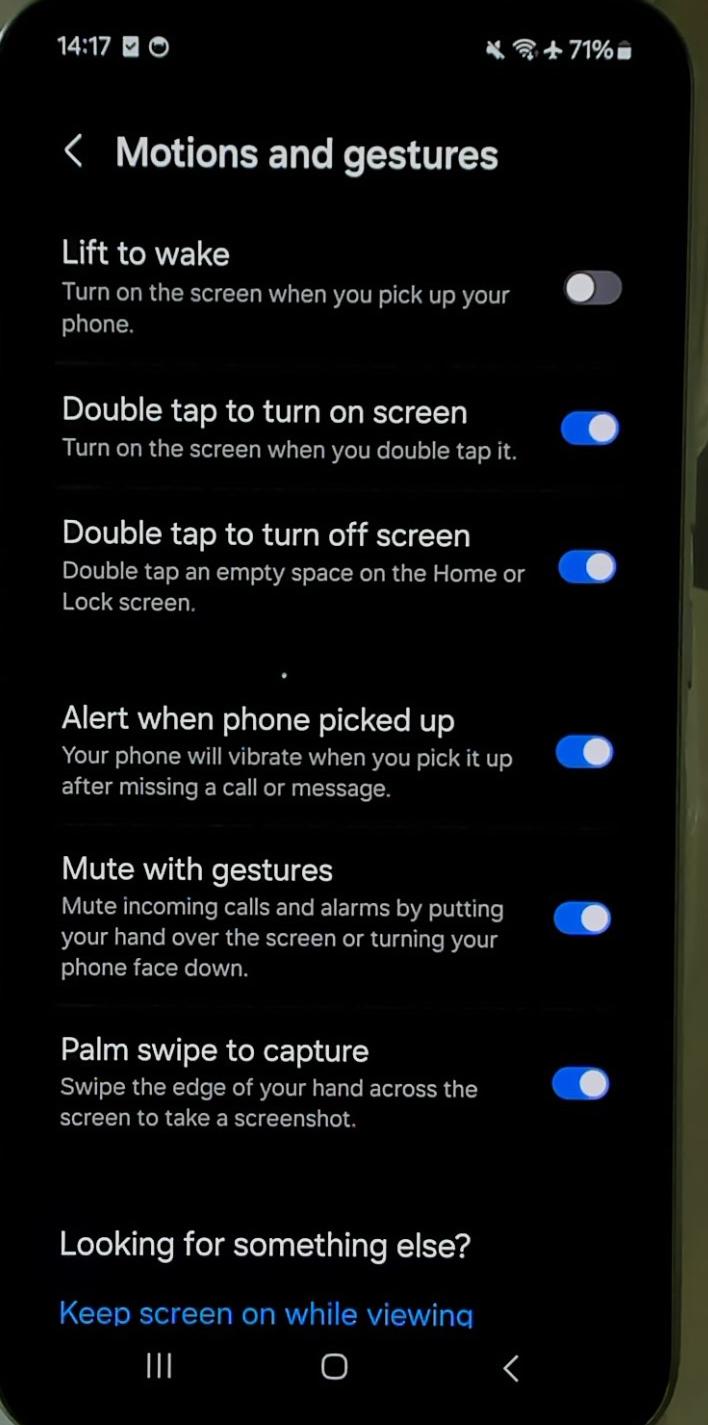 14:17
71%
Motions and gestures
Lift to wake
Turn on the screen when you pick up your
phone.
Double tap to turn on screen
Turn on the screen when you double tap it.
Double tap to turn off screen
Double tap an empty space on the Home or
Lock screen.
Alert when phone picked up
Your phone will vibrate when you pick it up
after missing a call or message.
Mute with gestures
Mute incoming calls and alarms by putting
your hand over the screen or turning your
phone face down.
Palm swipe to capture
Swipe the edge of your hand across the
screen to take a screenshot.
Looking for something else?
Keep screen on while viewing